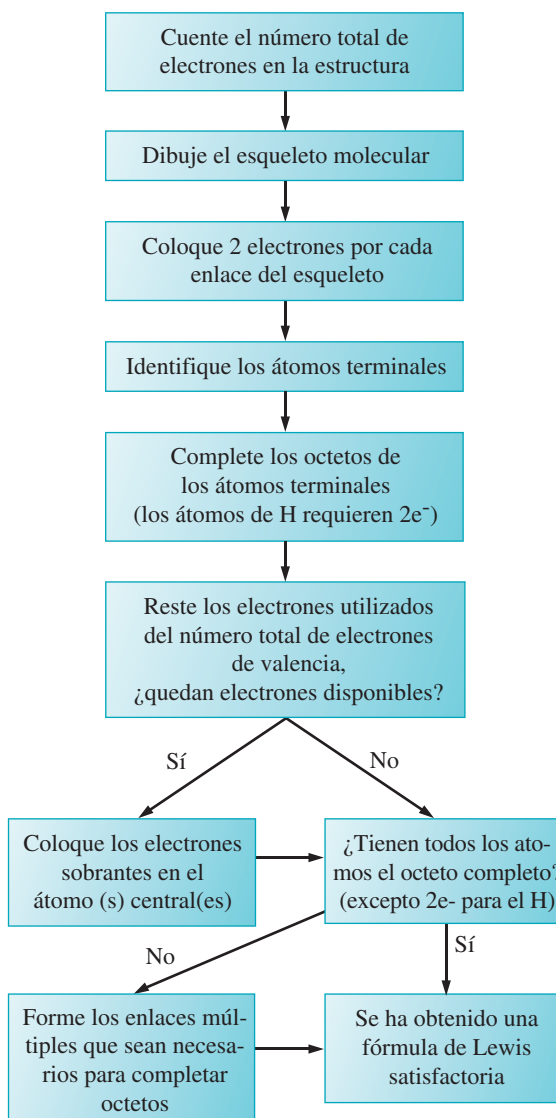 Cuente el número total de
electrones en la estructura
Dibuje el esqueleto molecular
Coloque 2 electrones por cada
enlace del esqueleto
Identifique los átomos terminales
Complete los octetos de
los átomos terminales
(los átomos de H requieren 2e⁻)
Reste los electrones utilizados
del número total de electrones
de valencia,
¿quedan electrones disponibles?
Sí
No
Coloque los electrones
sobrantes en el
átomo (s) central(es)
¿Tienen todos los ato-
mos el octeto completo?
(excepto 2e- para el H)
No
Sí
Forme los enlaces múl-
tiples que sean necesa-
rios para completar
octetos
Se ha obtenido una
fórmula de Lewis
satisfactoria